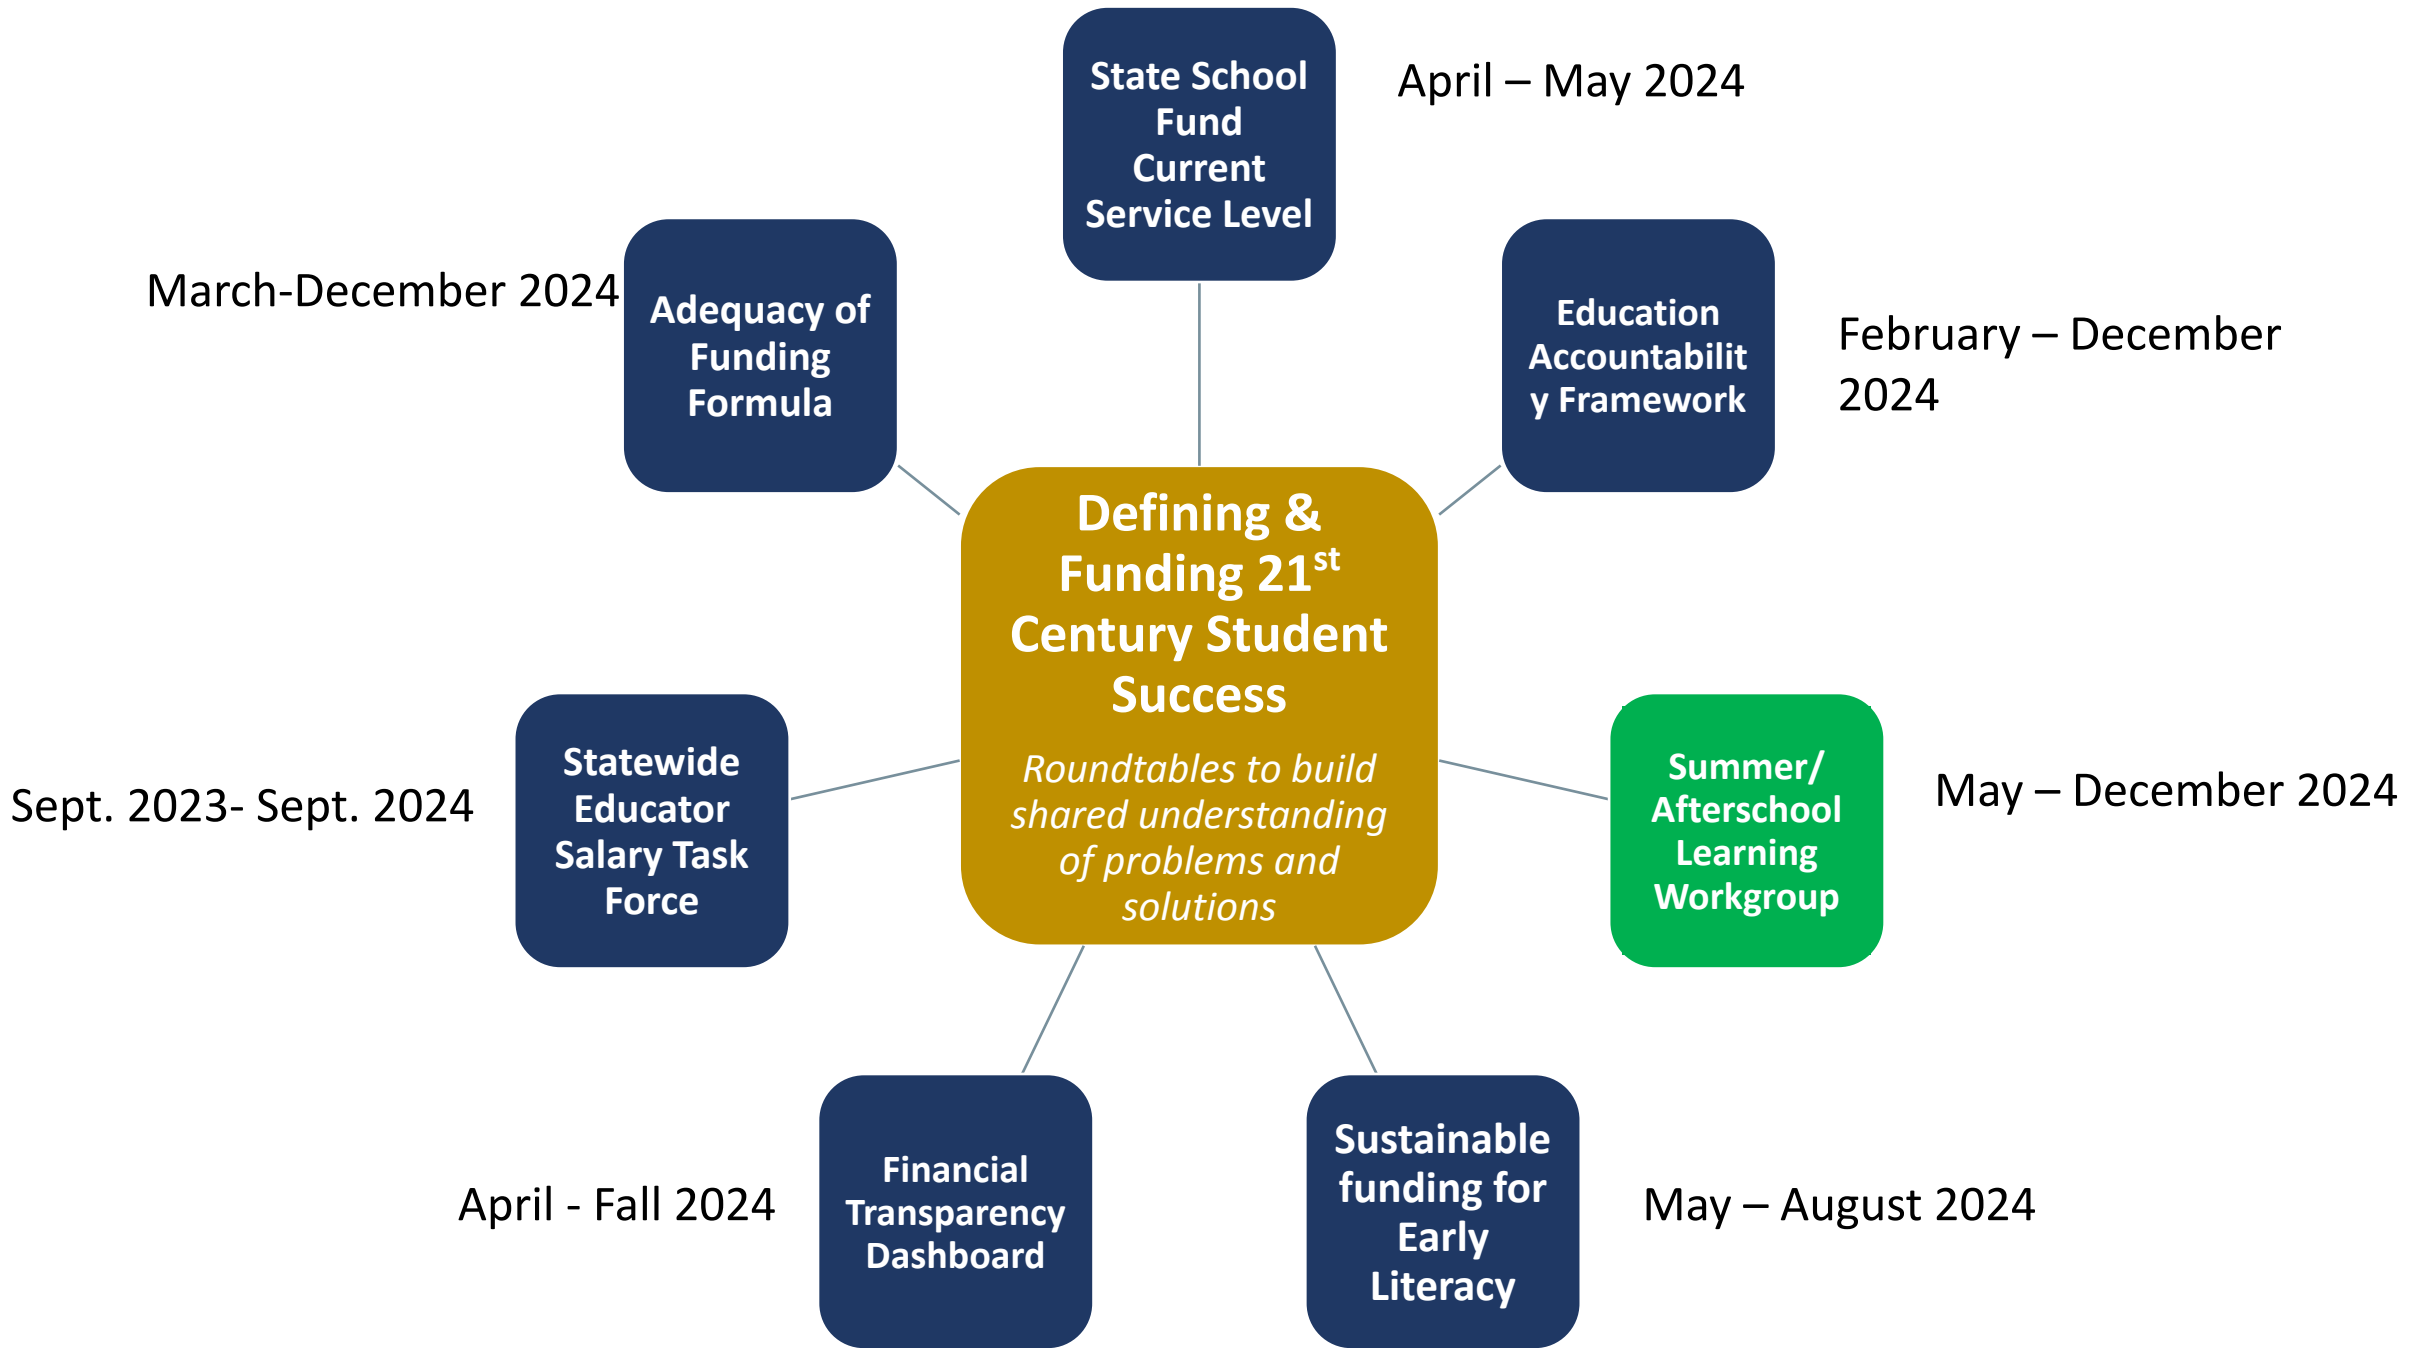 State School
Fund
Current
Service Level
April – May 2024
March-December 2024
Adequacy of
Funding
Formula
Education
Accountabilit
y Framework
February – December
2024
Defining &
Funding 21st
Century Student
Success
Roundtables to build
shared understanding
of problems and
solutions
Sept. 2023- Sept. 2024
Statewide
Educator
Salary Task
Force
Summer/
Afterschool
Learning
Workgroup
May – December 2024
April - Fall 2024
Financial
Transparency
Dashboard
Sustainable
funding for
Early
Literacy
May – August 2024